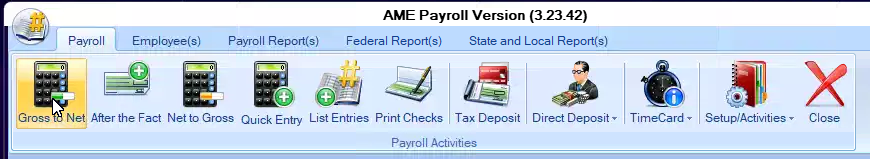 AME Payroll Version (3.23.42)
Payroll Employee(s) Payroll Report(s) Federal Report(s) State and Local Report(s)
Gross to Net After the Fact Net to Gross Quick Entry List Entries Print Checks Tax Deposit Direct Deposit TimeCard Setup/Activities Close
Payroll Activities